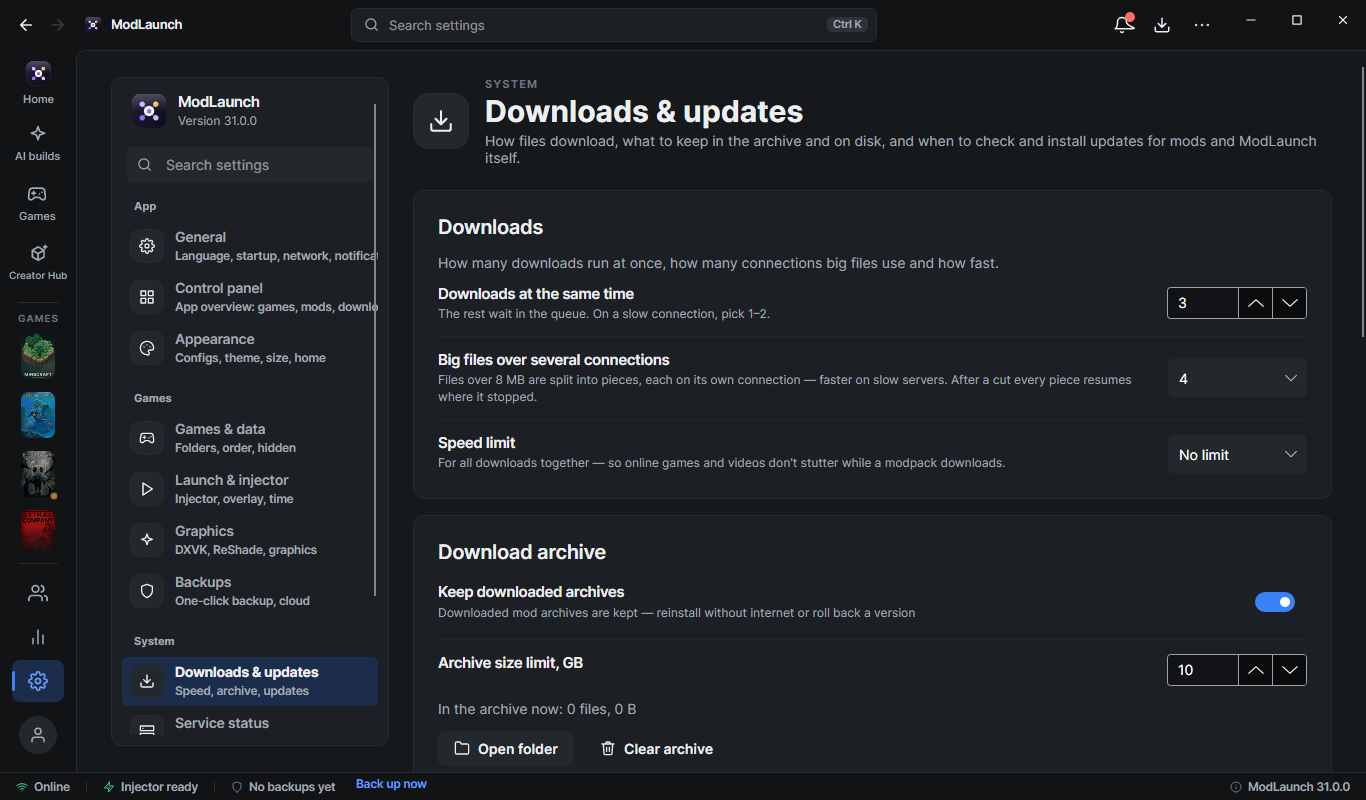 ModLaunch
Search settings
Ctrl K
Home
AI builds
Games
Creator Hub
GAMES
MINECRAFT
LETHAL
COMPANY
ModLaunch
Version 31.0.0
Search settings
App
General
Language, startup, network, notifica
Control panel
App overview: games, mods, downlo
Appearance
Configs, theme, size, home
Games
Games & data
Folders, order, hidden
Launch & injector
Injector, overlay, time
Graphics
DXVK, ReShade, graphics
Backups
One-click backup, cloud
System
Downloads & updates
Speed, archive, updates
Service status
SYSTEM
Downloads & updates
How files download, what to keep in the archive and on disk, and when to check and install updates for mods and ModLaunch
itself.
Downloads
How many downloads run at once, how many connections big files use and how fast.
Downloads at the same time
The rest wait in the queue. On a slow connection, pick 1–2.
3
Big files over several connections
Files over 8 MB are split into pieces, each on its own connection — faster on slow servers. After a cut every piece resumes
where it stopped.
4
Speed limit
For all downloads together — so online games and videos don't stutter while a modpack downloads.
No limit
Download archive
Keep downloaded archives
Downloaded mod archives are kept — reinstall without internet or roll back a version
Archive size limit, GB
10
In the archive now: 0 files, 0 B
Open folder
Clear archive
Online
Injector ready
No backups yet
Back up now
ModLaunch 31.0.0